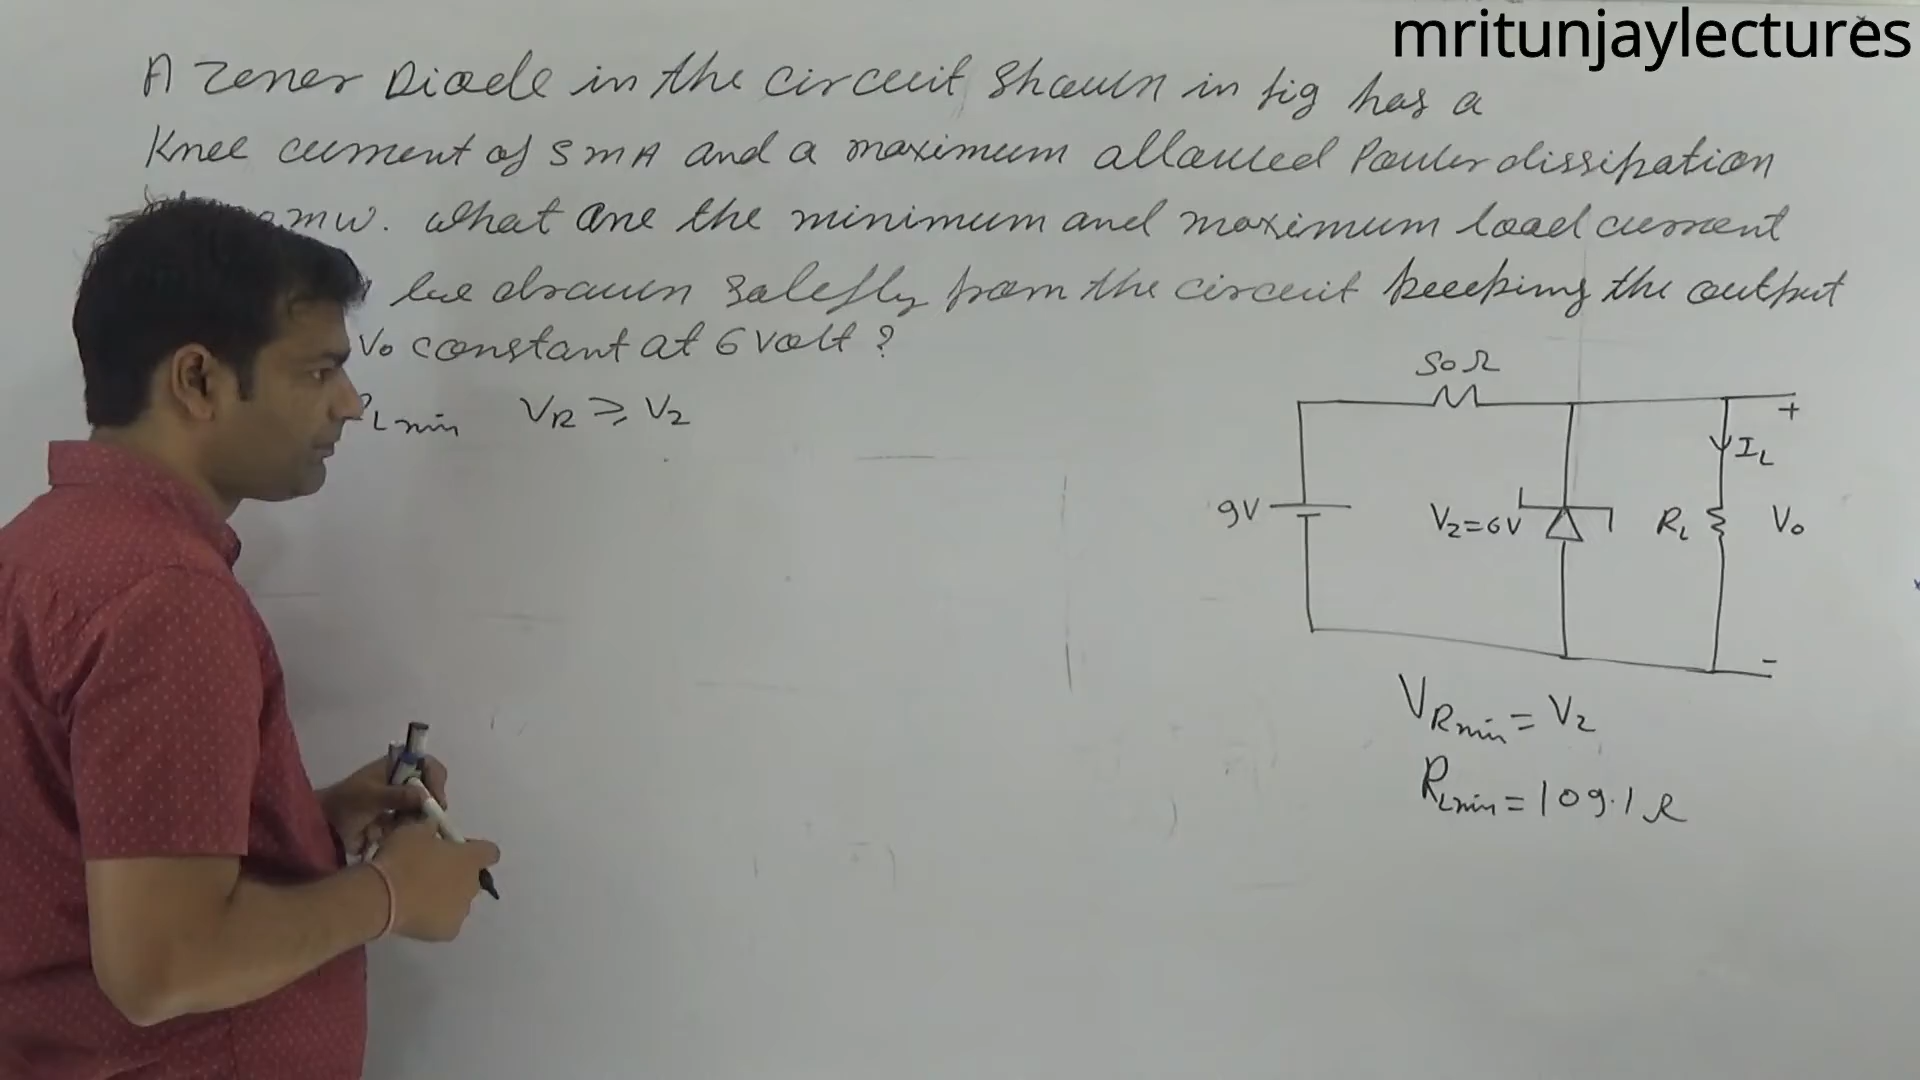 mritunjaylectures
A Zener Diode in the circuit shown in fig has a
Knee current of 5 mA and a maximum allowed Power dissipation
mw. what are the minimum and maximum load current
be drawn safely from the circuit keeping the output
Vo constant at 6 volt ?
Lmin VR ≥ VZ
50Ω
+
IL
9V
VZ=6V
RL
Vo
-
VRmin = VZ
RLmin = 109.1 Ω